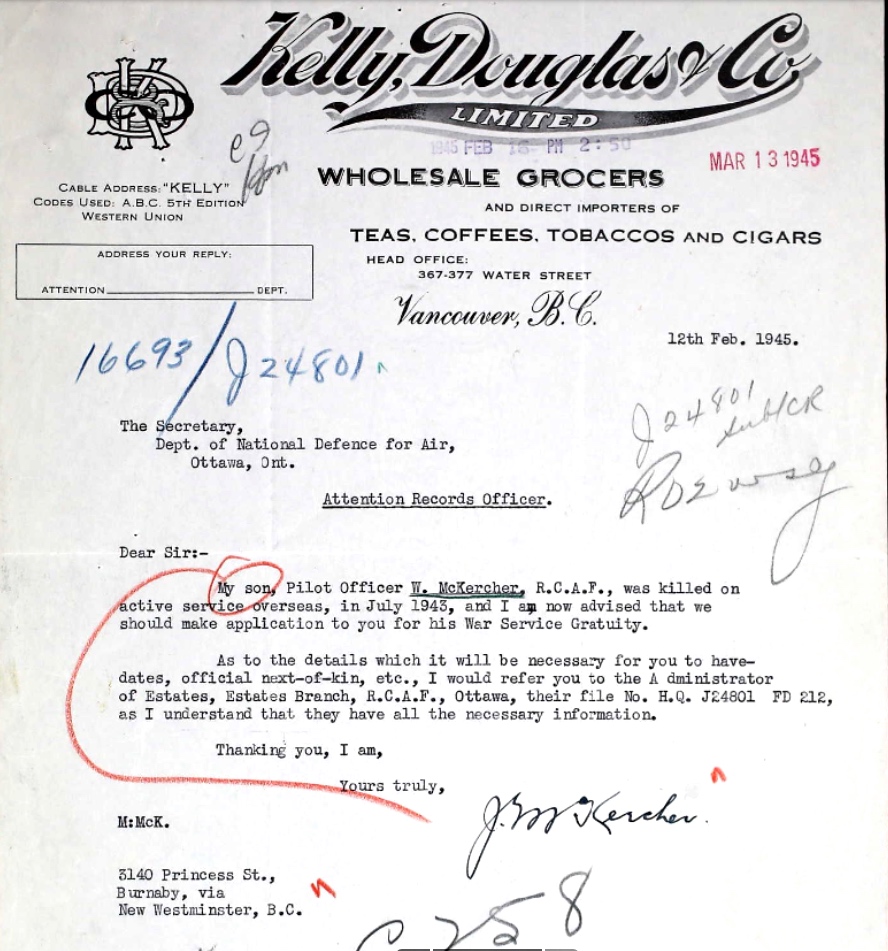 Kelly, Douglas & Co.
LIMITED
1945 FEB PM 2:50
MAR 13 1945
WHOLESALE GROCERS
CABLE ADDRESS: "KELLY"
CODES USED: A.B.C. 5TH EDITION
WESTERN UNION
AND DIRECT IMPORTERS OF
TEAS, COFFEES, TOBACCOS AND CIGARS
ADDRESS YOUR REPLY:
ATTENTION DEPT.
HEAD OFFICE:
367-377 WATER STREET
Vancouver, B.C.
12th Feb. 1945.
16693/J24801
J24801
The Secretary,
Dept. of National Defence for Air,
Ottawa, Ont.
Attention Records Officer.
Dear Sir:-
My son, Pilot Officer W. McKercher, R.C.A.F., was killed on
active service overseas, in July 1943, and I am now advised that we
should make application to you for his War Service Gratuity.
As to the details which it will be necessary for you to have-
dates, official next-of-kin, etc., I would refer you to the A dministrator
of Estates, Estates Branch, R.C.A.F., Ottawa, their file No. H.Q. J24801 FD 212,
as I understand that they have all the necessary information.
Thanking you, I am,
Yours truly,
J. McKercher.
M:McK.
3140 Princess St.,
Burnaby, via
New Westminster, B.C.
258